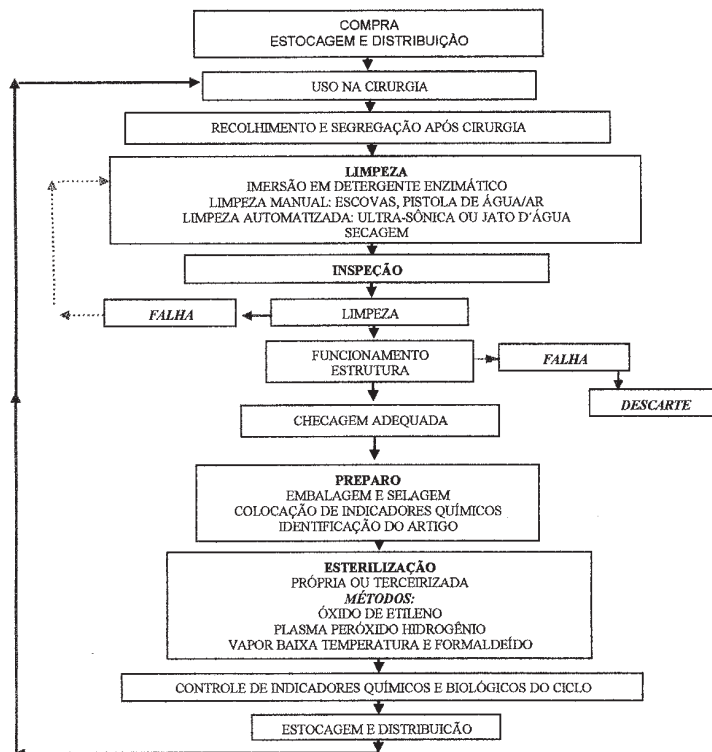 COMPRA
ESTOCAGEM E DISTRIBUIÇÃO
USO NA CIRURGIA
RECOLHIMENTO E SEGREGAÇÃO APÓS CIRURGIA
LIMPEZA
IMERSÃO EM DETERGENTE ENZIMÁTICO
LIMPEZA MANUAL: ESCOVAS, PISTOLA DE ÁGUA/AR
LIMPEZA AUTOMATIZADA: ULTRA-SÔNICA OU JATO D´ÁGUA
SECAGEM
INSPEÇÃO
FALHA
LIMPEZA
FUNCIONAMENTO
ESTRUTURA
FALHA
DESCARTE
CHECAGEM ADEQUADA
PREPARO
EMBALAGEM E SELAGEM
COLOCAÇÃO DE INDICADORES QUÍMICOS
IDENTIFICAÇÃO DO ARTIGO
ESTERILIZAÇÃO
PRÓPRIA OU TERCEIRIZADA
MÉTODOS:
ÓXIDO DE ETILENO
PLASMA PERÓXIDO HIDROGÊNIO
VAPOR BAIXA TEMPERATURA E FORMALDEÍDO
CONTROLE DE INDICADORES QUÍMICOS E BIOLÓGICOS DO CICLO
ESTOCAGEM E DISTRIBUICÃO